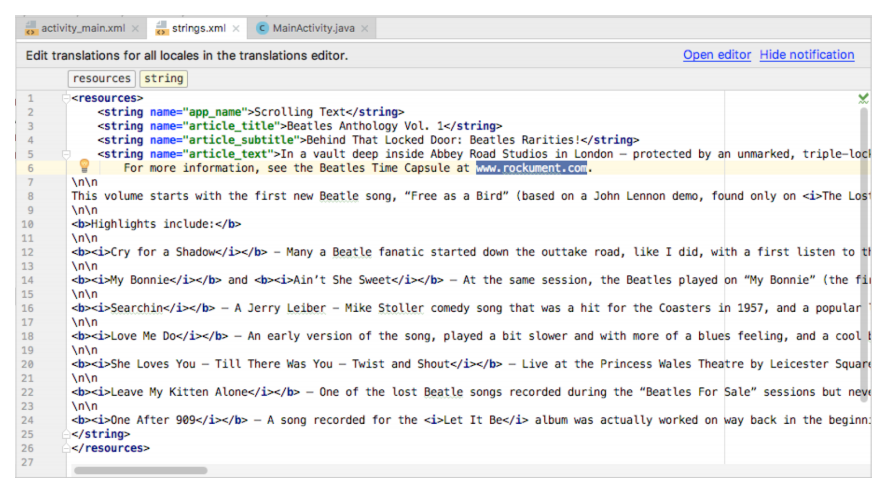 activity_main.xml × strings.xml × MainActivity.java ×
Edit translations for all locales in the translations editor. Open editor Hide notification
resources string
1 <resources>
2 <string name="app_name">Scrolling Text</string>
3 <string name="article_title">Beatles Anthology Vol. 1</string>
4 <string name="article_subtitle">Behind That Locked Door: Beatles Rarities!</string>
5 <string name="article_text">In a vault deep inside Abbey Road Studios in London — protected by an unmarked, triple-lock
6 For more information, see the Beatles Time Capsule at www.rockument.com.
7 \n\n
8 This volume starts with the first new Beatle song, “Free as a Bird” (based on a John Lennon demo, found only on <i>The Lost
9 \n\n
10 <b>Highlights include:</b>
11 \n\n
12 <b><i>Cry for a Shadow</i></b> – Many a Beatle fanatic started down the outtake road, like I did, with a first listen to
13 \n\n
14 <b><i>My Bonnie</i></b> and <b><i>Ain’t She Sweet</i></b> — At the same session, the Beatles played on “My Bonnie” (the
15 \n\n
16 <b><i>Searchin</i></b> – A Jerry Leiber – Mike Stoller comedy song that was a hit for the Coasters in 1957, and a popular
17 \n\n
18 <b><i>Love Me Do</i></b> – An early version of the song, played a bit slower and with more of a blues feeling, and a cool
19 \n\n
20 <b><i>She Loves You – Till There Was You – Twist and Shout</i></b> – Live at the Princess Wales Theatre by Leicester Square
21 \n\n
22 <b><i>Leave My Kitten Alone</i></b> – One of the lost Beatle songs recorded during the “Beatles For Sale” sessions but
23 \n\n
24 <b><i>One After 909</i></b> – A song recorded for the <i>Let It Be</i> album was actually worked on way back in the
25 </string>
26 </resources>
27